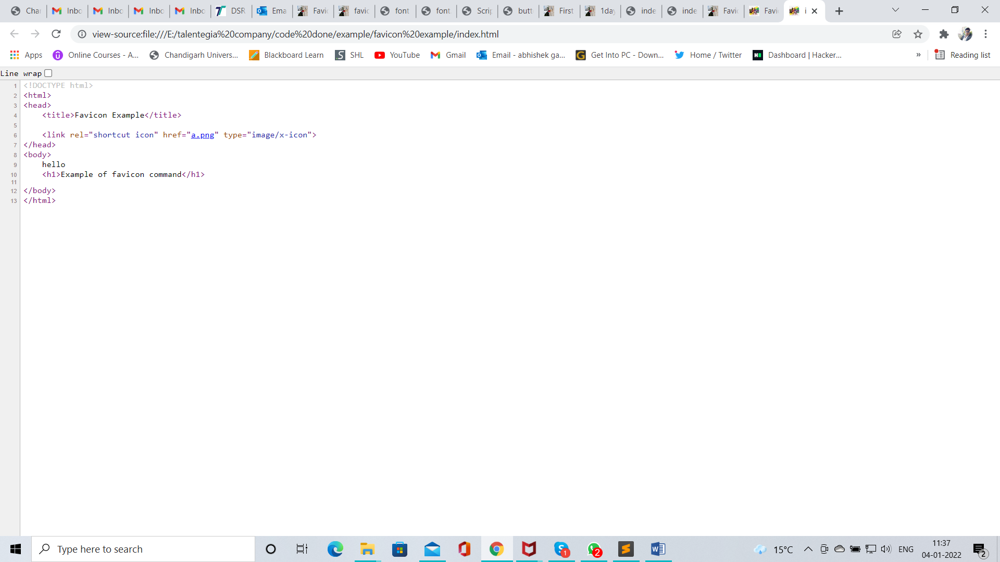 Char Inbo Inbo Inbo Inbo DSR Ema Favic favic font font Scrip butt First 1day inde inde Favic Favi i
view-source:file:///E:/talentegia%20company/code%20done/example/favicon%20example/index.html
Apps Online Courses - A... Chandigarh Univers... Blackboard Learn SHL YouTube Gmail Email - abhishek ga... Get Into PC - Down... Home / Twitter Dashboard | Hacker... » Reading list
Line wrap
1 <!DOCTYPE html>
2 <html>
3 <head>
4 <title>Favicon Example</title>
5
6 <link rel="shortcut icon" href="a.png" type="image/x-icon">
7 </head>
8 <body>
9 hello
10 <h1>Example of favicon command</h1>
11
12 </body>
13 </html>
Type here to search 1 2 15°C ENG 11:37
04-01-2022 2